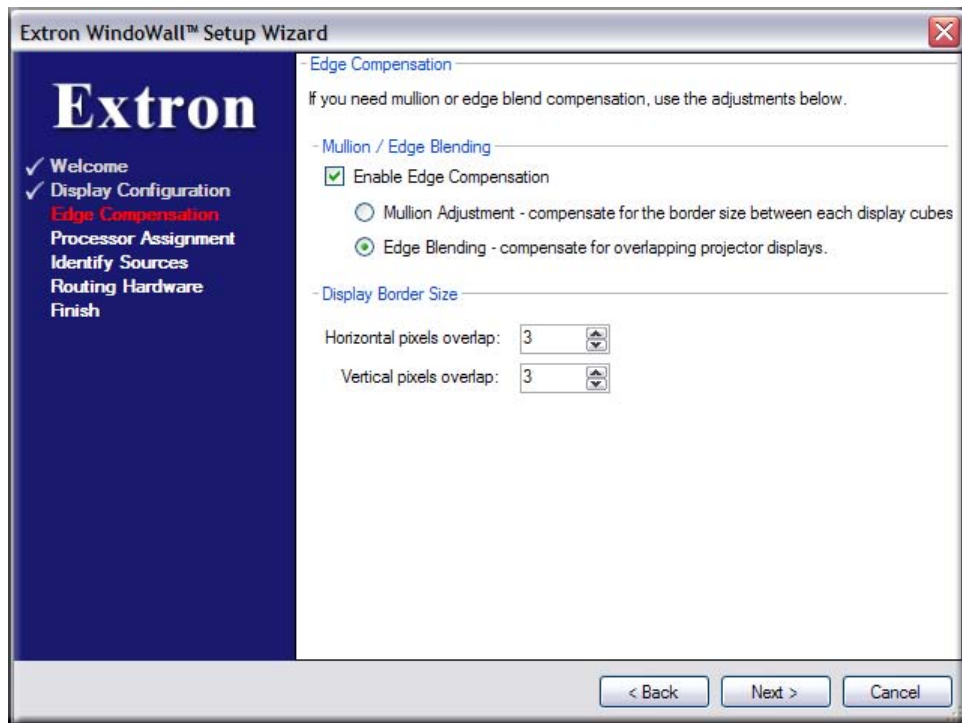 Extron WindoWall™ Setup Wizard
Extron
Welcome
Display Configuration
Edge Compensation
Processor Assignment
Identify Sources
Routing Hardware
Finish
Edge Compensation
If you need mullion or edge blend compensation, use the adjustments below.
Mullion / Edge Blending
Enable Edge Compensation
Mullion Adjustment - compensate for the border size between each display cubes
Edge Blending - compensate for overlapping projector displays.
Display Border Size
Horizontal pixels overlap: 3
Vertical pixels overlap: 3
< Back Next > Cancel